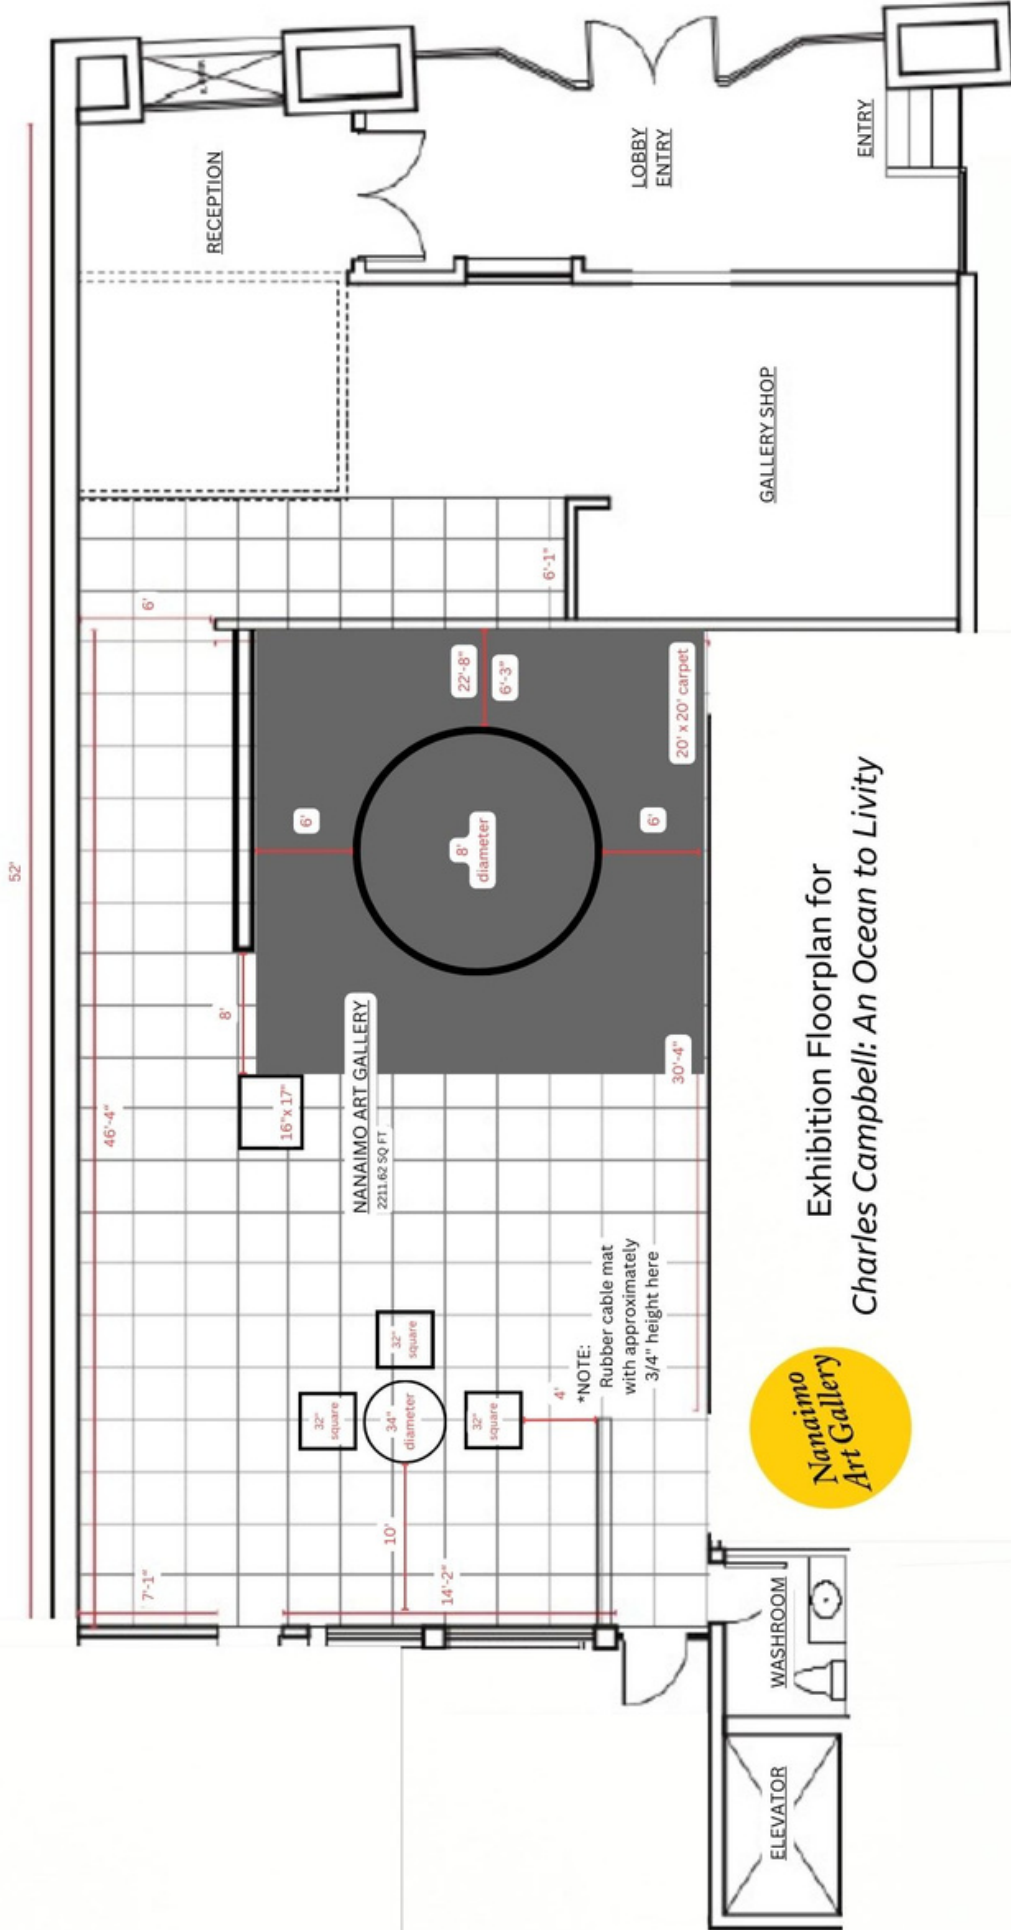 52'
RECEPTION
LOBBY
ENTRY
ENTRY
GALLERY SHOP
6'
6'-1"
46'-4"
22'-8"
6'-3"
20' x 20' carpet
6'
8'
diameter
6'
8'
16"x 17"
NANAIMO ART GALLERY
2211.62 SQ FT
30'-4"
32"
square
32"
square
34"
diameter
32"
square
4'
*NOTE:
Rubber cable mat
with approximately
3/4" height here
10'
7'-1"
14'-2"
WASHROOM
ELEVATOR
Exhibition Floorplan for
Charles Campbell: An Ocean to Livity
Nanaimo
Art Gallery